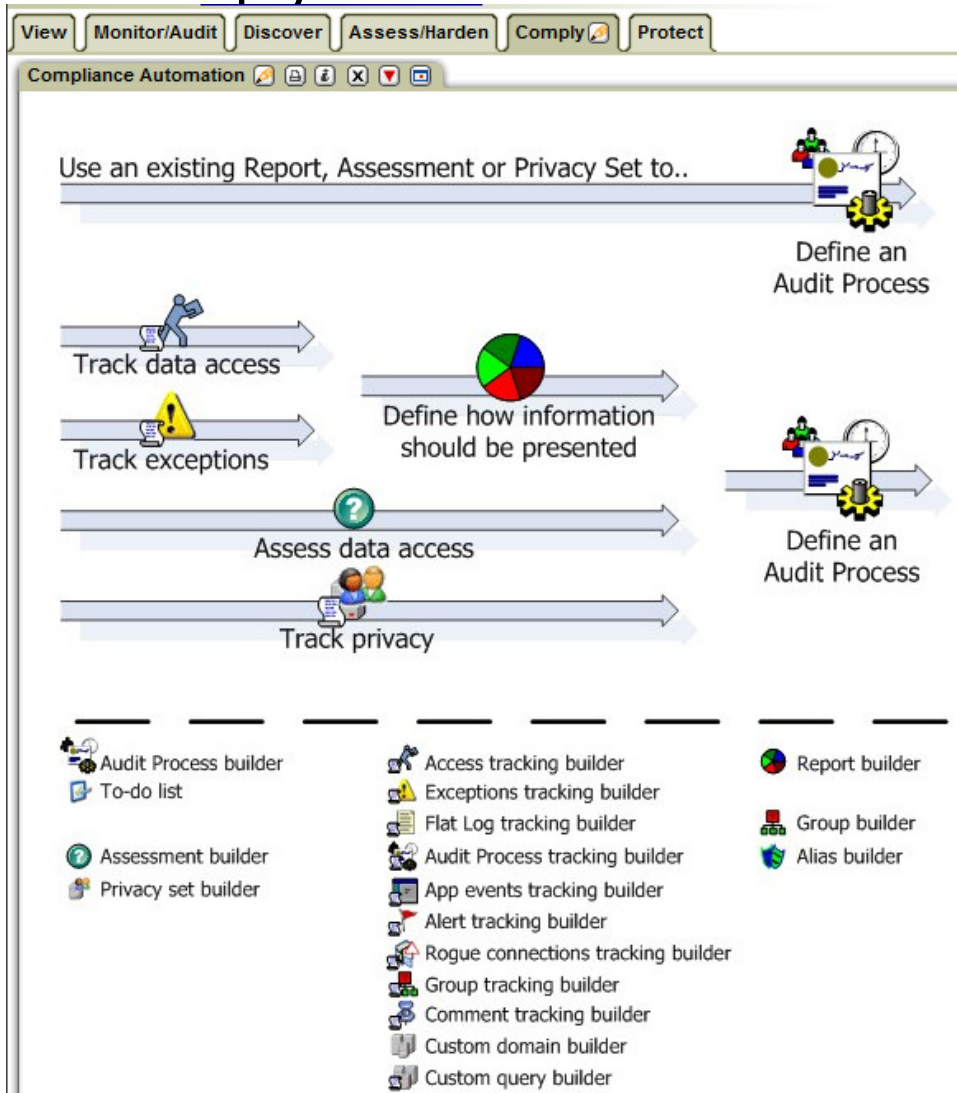 View Monitor/Audit Discover Assess/Harden Comply Protect
Compliance Automation
Use an existing Report, Assessment or Privacy Set to..
Define an
Audit Process
Track data access
Define how information
should be presented
Track exceptions
Assess data access
Define an
Audit Process
Track privacy
Audit Process builder
To-do list
Assessment builder
Privacy set builder
Access tracking builder
Exceptions tracking builder
Flat Log tracking builder
Audit Process tracking builder
App events tracking builder
Alert tracking builder
Rogue connections tracking builder
Group tracking builder
Comment tracking builder
Custom domain builder
Custom query builder
Report builder
Group builder
Alias builder